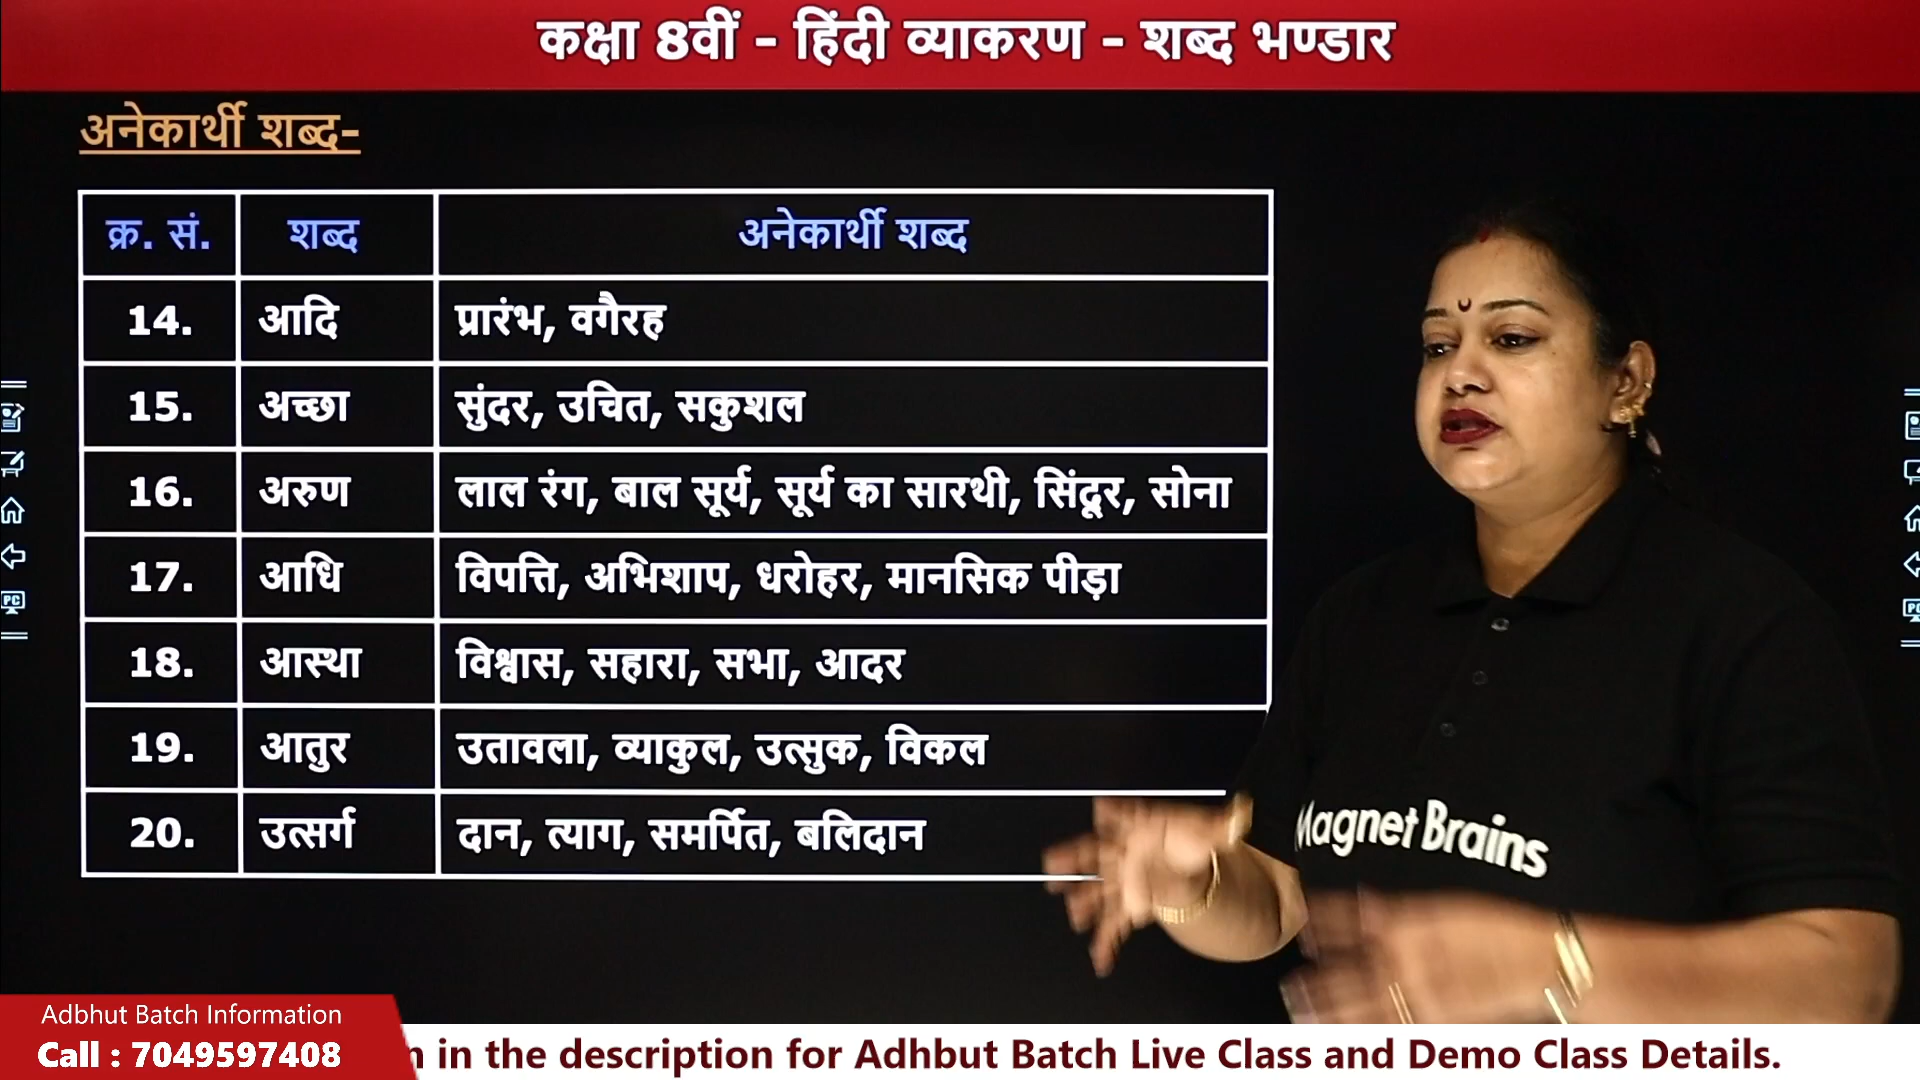 कक्षा 8वीं - हिंदी व्याकरण - शब्द भण्डार
अनेकार्थी शब्द-
क्र. सं. शब्द अनेकार्थी शब्द
14. आदि प्रारंभ, वगैरह
15. अच्छा सुंदर, उचित, सकुशल
16. अरुण लाल रंग, बाल सूर्य, सूर्य का सारथी, सिंदूर, सोना
17. आधि विपत्ति, अभिशाप, धरोहर, मानसिक पीड़ा
18. आस्था विश्वास, सहारा, सभा, आदर
19. आतुर उतावला, व्याकुल, उत्सुक, विकल
20. उत्सर्ग दान, त्याग, समर्पित, बलिदान
Magnet Brains
PC
Adbhut Batch Information
Call : 7049597408
in the description for Adhbut Batch Live Class and Demo Class Details.